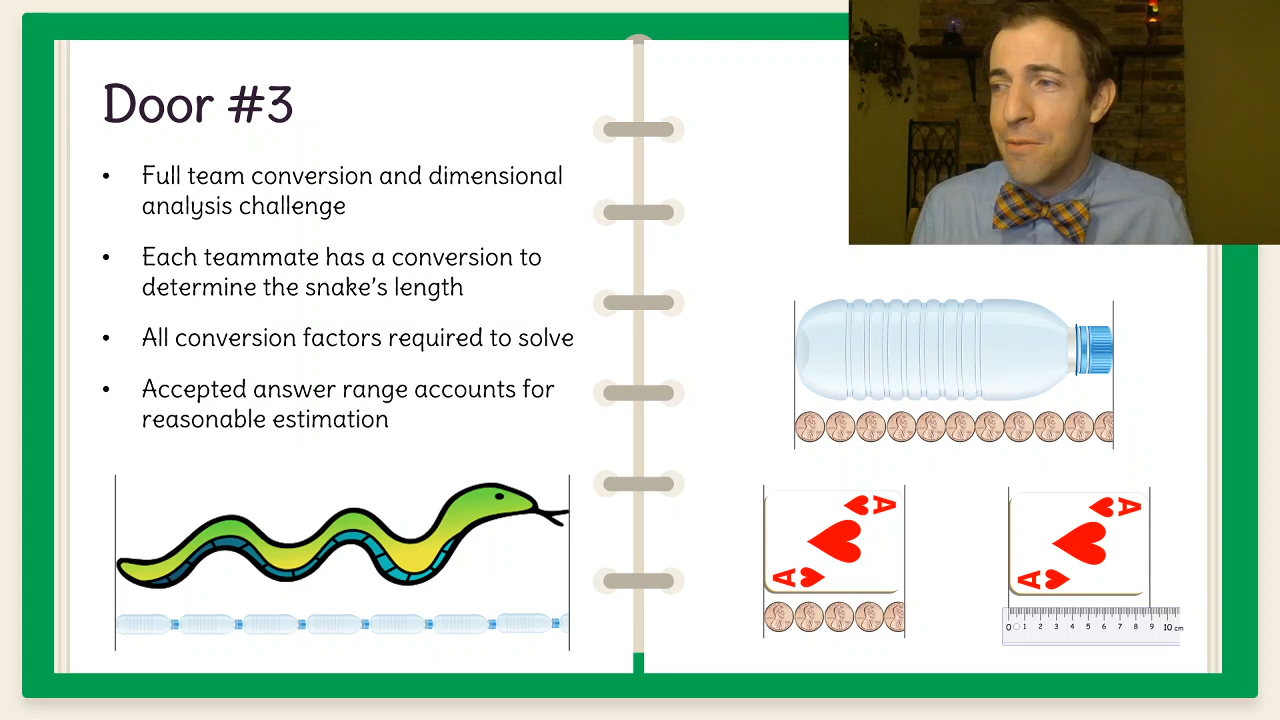 Door #3
• Full team conversion and dimensional
analysis challenge
• Each teammate has a conversion to
determine the snake's length
• All conversion factors required to solve
• Accepted answer range accounts for
reasonable estimation
A
A
A
A
0 1 2 3 4 5 6 7 8 9 10 cm